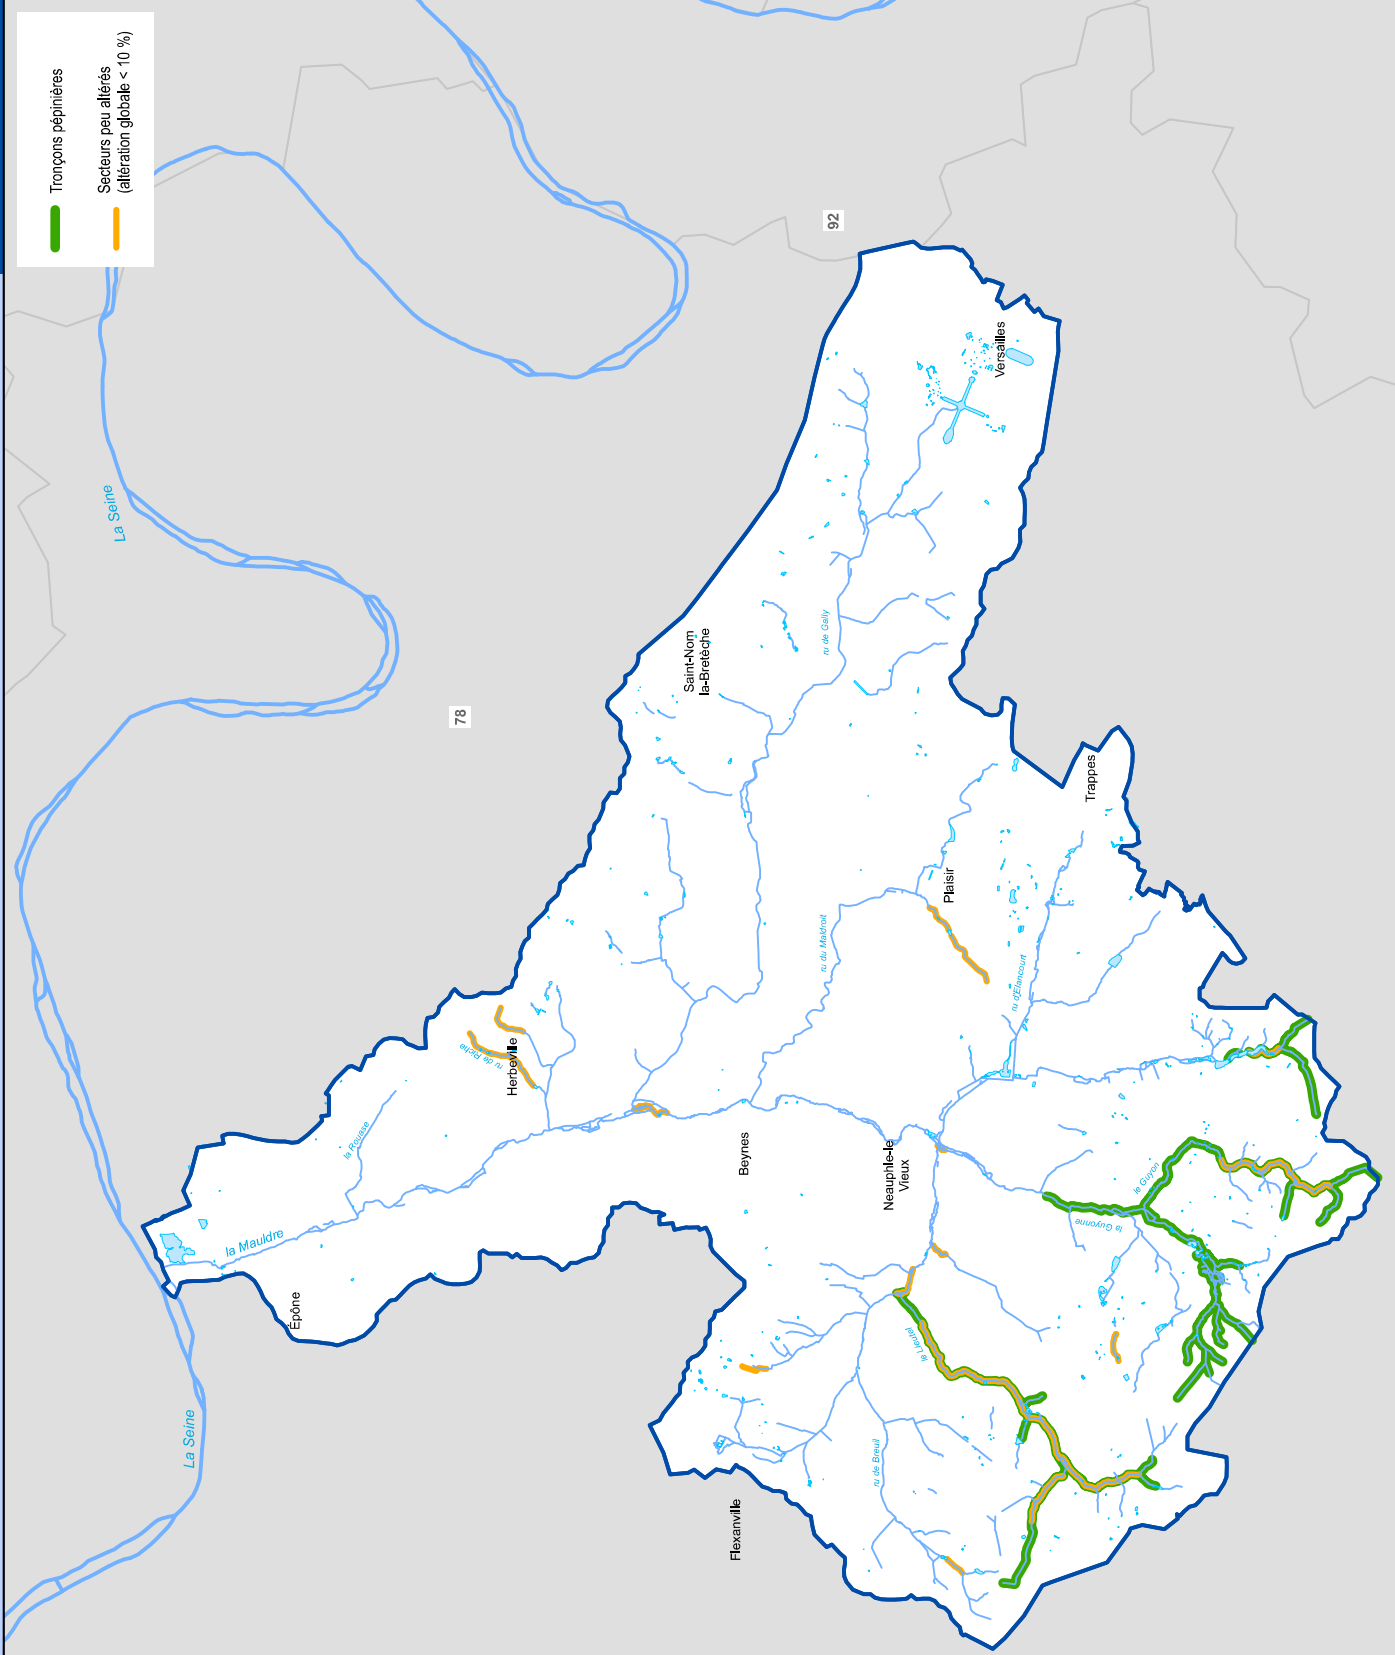 Tronçons pépinières
Secteurs peu altérés
(altération globale < 10 %)
La Seine
La Seine
78
92
Versailles
ru de Gally
Saint-Nom
la-Bretèche
Trappes
Plaisir
ru du Maldroit
ru d'Elancourt
ru de Riche
Herbeville
la Rouase
Beynes
Neauphle-le
Vieux
la Mauldre
Épône
le Guyon
la Guyonne
le Lieutel
ru de Breuil
Flexanville